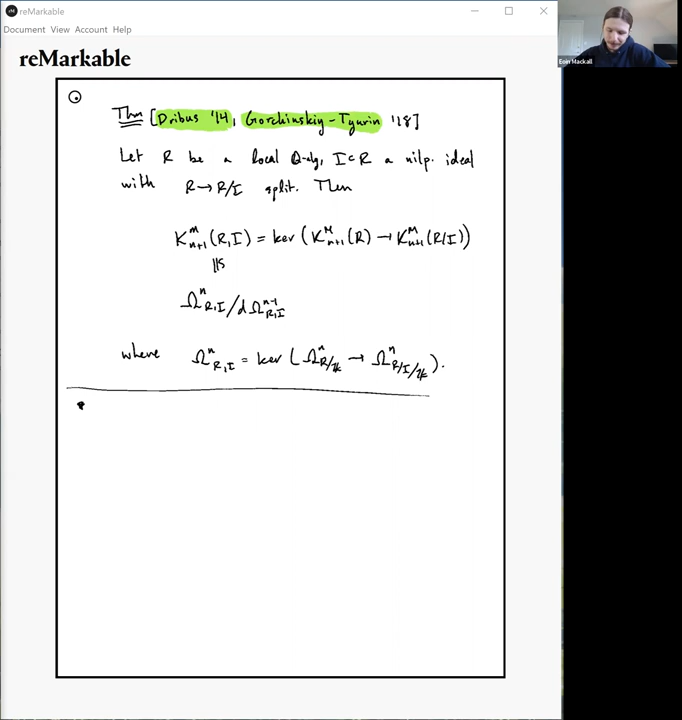 reMarkable
Document View Account Help
reMarkable
Thm [Dribus '14, Gorchinskiy-Tyurin '18]
Let R be a local Q-alg, I⊂R a nilp. ideal
with R→R/I split. Then
K^M_{n+1}(R,I) = ker (K^M_{n+1}(R) → K^M_{n+1}(R/I))
Ω^n_{R,I}/dΩ^{n-1}_{R,I}
where Ω^n_{R,I} = ker (Ω^n_{R/ℤ} → Ω^n_{R/I/ℤ}).
Eoin Mackall